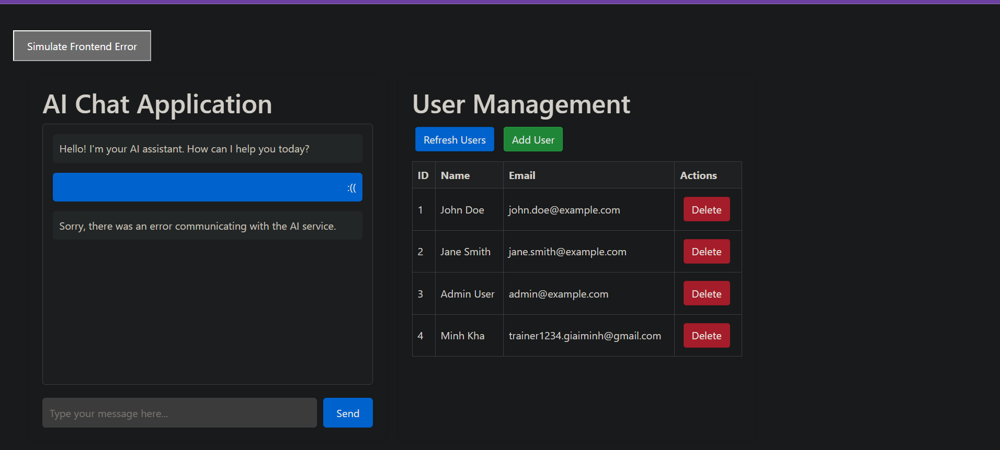 Simulate Frontend Error
AI Chat Application
Hello! I'm your AI assistant. How can I help you today?
:((
Sorry, there was an error communicating with the AI service.
Type your message here...
Send
User Management
Refresh Users
Add User
ID Name Email Actions
1 John Doe john.doe@example.com Delete
2 Jane Smith jane.smith@example.com Delete
3 Admin User admin@example.com Delete
4 Minh Kha trainer1234.giaiminh@gmail.com Delete